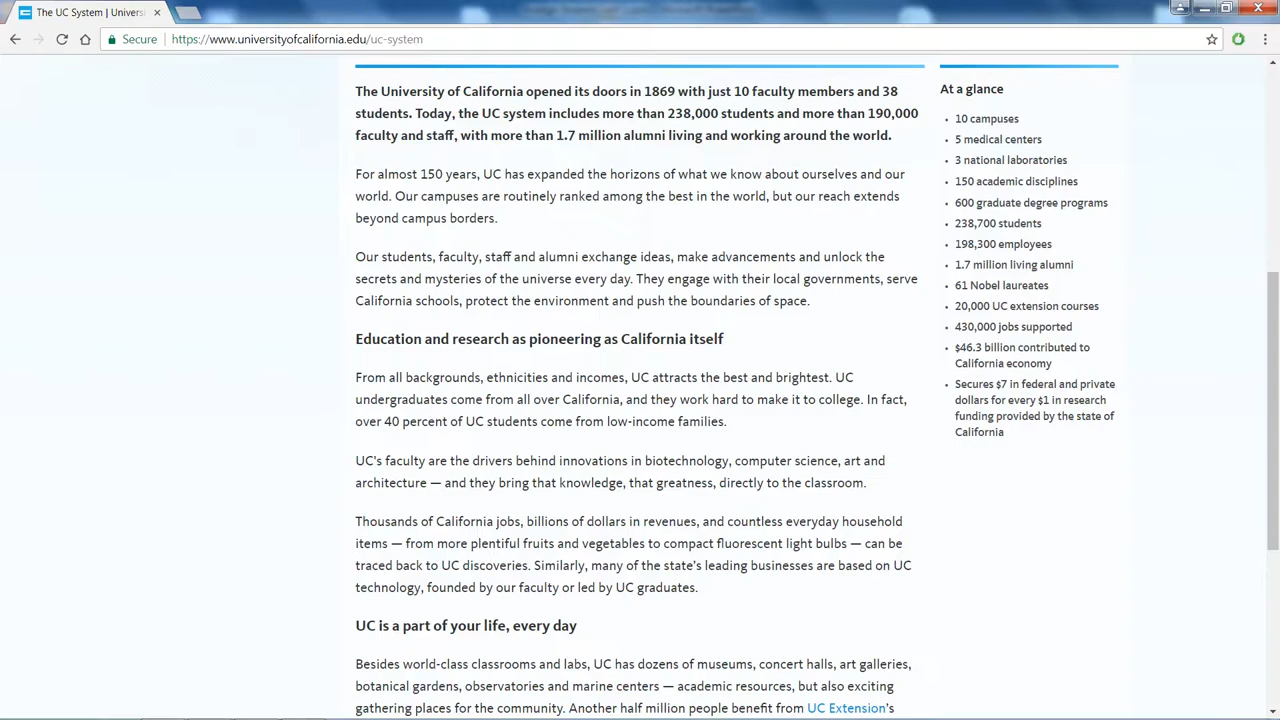 The UC System | Universi
Secure
https://www.universityofcalifornia.edu/uc-system
The University of California opened its doors in 1869 with just 10 faculty members and 38
students. Today, the UC system includes more than 238,000 students and more than 190,000
faculty and staff, with more than 1.7 million alumni living and working around the world.
For almost 150 years, UC has expanded the horizons of what we know about ourselves and our
world. Our campuses are routinely ranked among the best in the world, but our reach extends
beyond campus borders.
Our students, faculty, staff and alumni exchange ideas, make advancements and unlock the
secrets and mysteries of the universe every day. They engage with their local governments, serve
California schools, protect the environment and push the boundaries of space.
Education and research as pioneering as California itself
From all backgrounds, ethnicities and incomes, UC attracts the best and brightest. UC
undergraduates come from all over California, and they work hard to make it to college. In fact,
over 40 percent of UC students come from low-income families.
UC's faculty are the drivers behind innovations in biotechnology, computer science, art and
architecture — and they bring that knowledge, that greatness, directly to the classroom.
Thousands of California jobs, billions of dollars in revenues, and countless everyday household
items — from more plentiful fruits and vegetables to compact fluorescent light bulbs — can be
traced back to UC discoveries. Similarly, many of the state's leading businesses are based on UC
technology, founded by our faculty or led by UC graduates.
UC is a part of your life, every day
Besides world-class classrooms and labs, UC has dozens of museums, concert halls, art galleries,
botanical gardens, observatories and marine centers — academic resources, but also exciting
gathering places for the community. Another half million people benefit from UC Extension's
At a glance
• 10 campuses
• 5 medical centers
• 3 national laboratories
• 150 academic disciplines
• 600 graduate degree programs
• 238,700 students
• 198,300 employees
• 1.7 million living alumni
• 61 Nobel laureates
• 20,000 UC extension courses
• 430,000 jobs supported
• $46.3 billion contributed to
California economy
• Secures $7 in federal and private
dollars for every $1 in research
funding provided by the state of
California